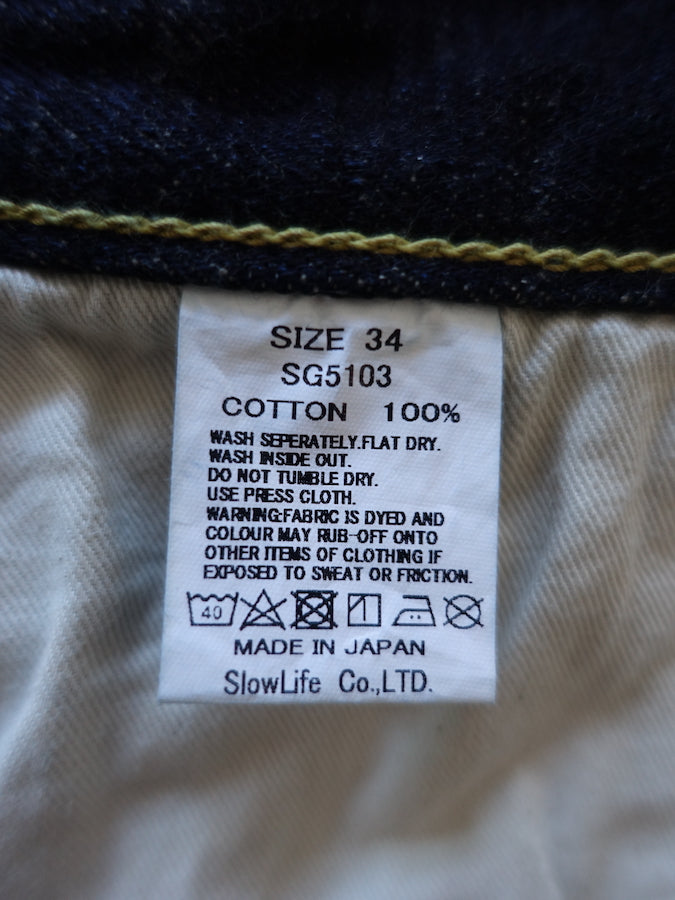 SIZE 34
SG5103
COTTON 100%
WASH SEPERATELY.FLAT DRY.
WASH INSIDE OUT.
DO NOT TUMBLE DRY.
USE PRESS CLOTH.
WARNING:FABRIC IS DYED AND
COLOUR MAY RUB-OFF ONTO
OTHER ITEMS OF CLOTHING IF
EXPOSED TO SWEAT OR FRICTION.
40
MADE IN JAPAN
SlowLife Co.,LTD.